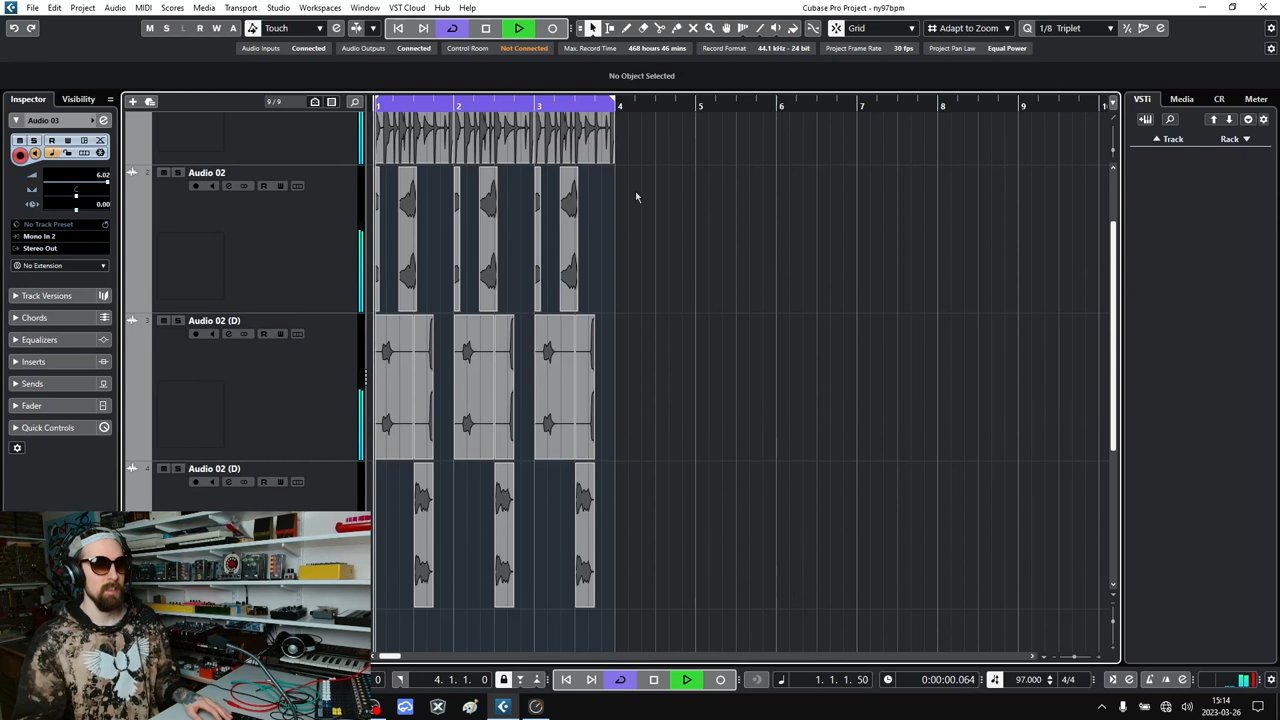 File Edit Project Audio MIDI Scores Media Transport Studio Workspaces Window VST Cloud Hub Help
Cubase Pro Project - ny97bpm
M S L R W A Touch
Grid Adapt to Zoom Q 1/8 Triplet
Audio Inputs Connected Audio Outputs Connected Control Room Not Connected Max. Record Time 468 hours 46 mins Record Format 44.1 kHz - 24 bit Project Frame Rate 30 fps Project Pan Law Equal Power
No Object Selected
Inspector Visibility
9 / 9
1 2 3 4 5 6 7 8 9
VSTi Media CR Meter
Audio 03
M S R W
6.02
C
0.00
No Track Preset
Mono In 2
Stereo Out
No Extension
Track Versions
Chords
Equalizers
Inserts
Sends
Fader
Quick Controls
2 M S Audio 02
R W
3 M S Audio 02 (D)
R W
4 M S Audio 02 (D)
R W
Track Rack
4. 1. 1. 0
1. 1. 1. 50
0:00:00.064
97.000
4/4
15:14
2023-03-26